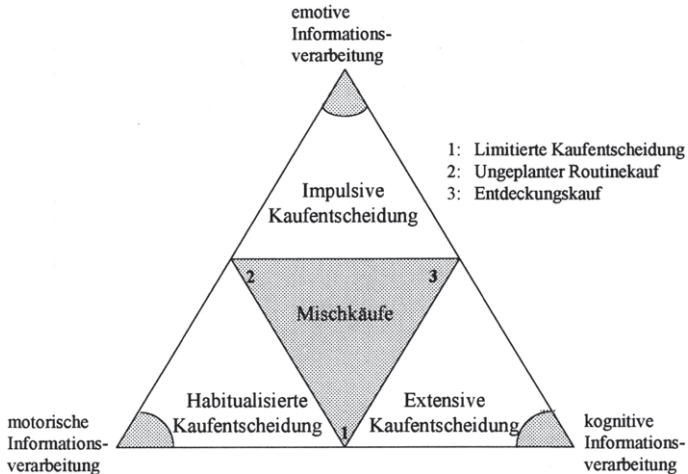 emotive
Informations-
verarbeitung
1: Limitierte Kaufentscheidung
2: Ungeplanter Routinekauf
3: Entdeckungskauf
Impulsive
Kaufentscheidung
2
3
Mischkäufe
Habitualisierte
Kaufentscheidung
1
Extensive
Kaufentscheidung
motorische
Informations-
verarbeitung
kognitive
Informations-
verarbeitung